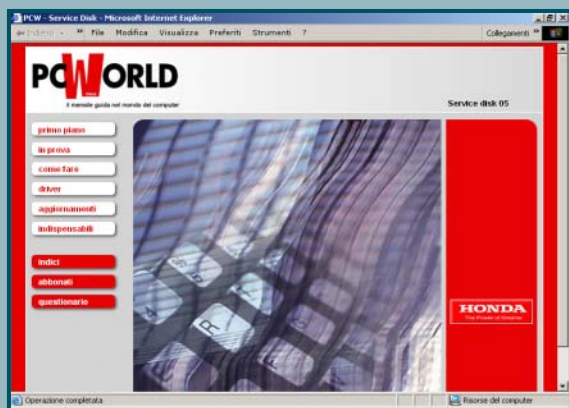 PCW - Service Disk - Microsoft Internet Explorer
Indietro File Modifica Visualizza Preferiti Strumenti ? Collegamenti
PCWORLD
ITALIA
Il mensile guida nel mondo del computer
Service disk 05
primo piano
in prova
come fare
driver
aggiornamenti
indispensabili
indici
abbonati
questionario
HONDA
The Power of Dreams
R
Operazione completata
Risorse del computer